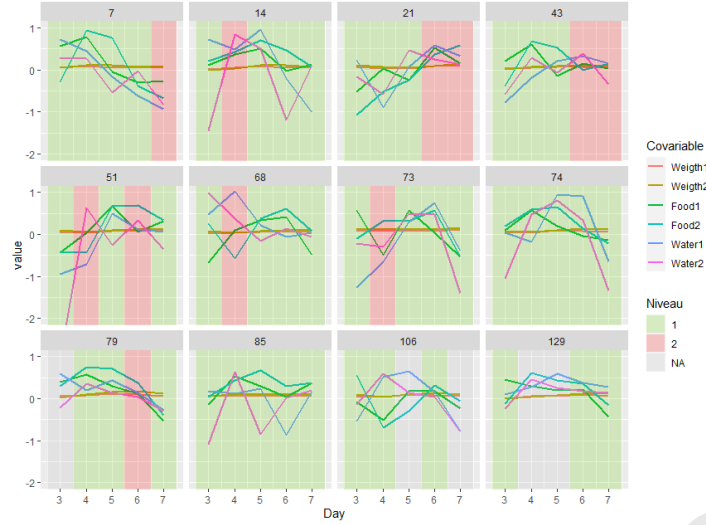 7 14 21 43
1
0
-1
-2
51 68 73 74
1
0
-1
-2
79 85 106 129
1
0
-1
-2
3 4 5 6 7 3 4 5 6 7 3 4 5 6 7 3 4 5 6 7
Day
value
Covariable
Weigth1
Weigth2
Food1
Food2
Water1
Water2
Niveau
1
2
NA